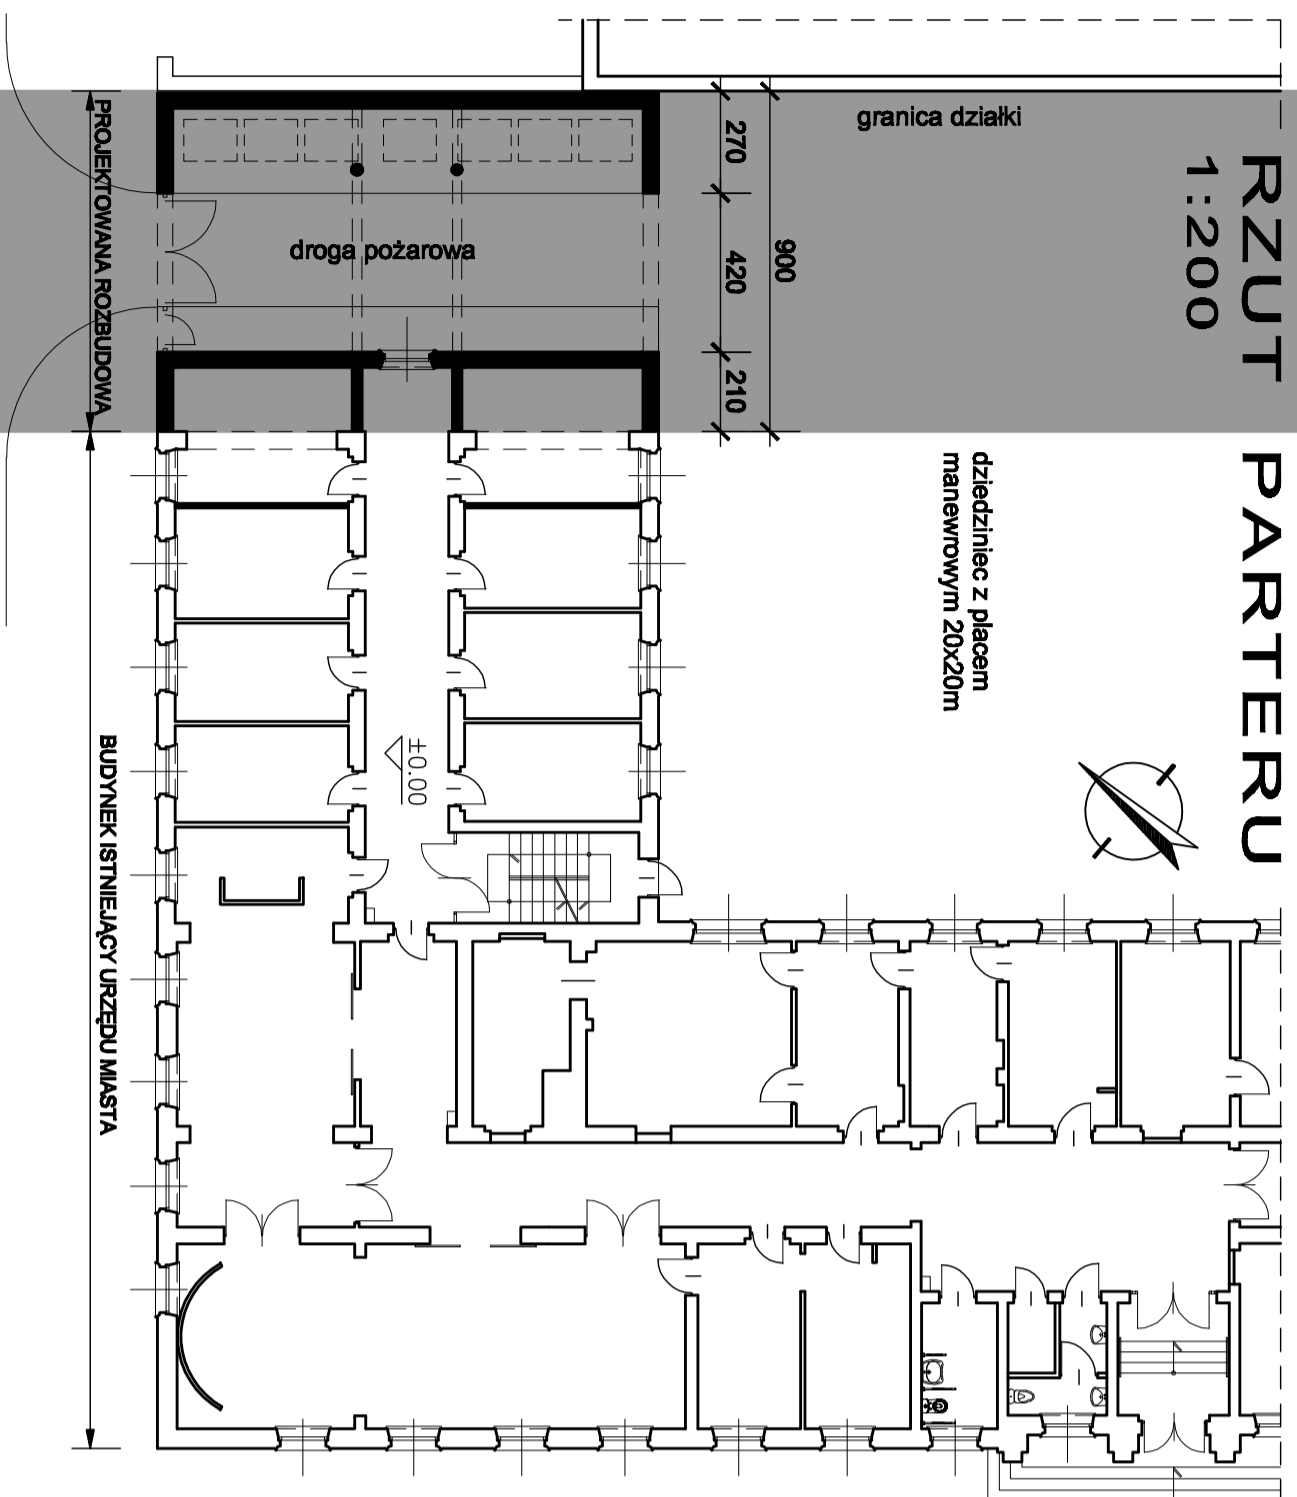 RZUT PARTERU
1:200
granica działki
270
420
210
900
droga pożarowa
PROJEKTOWANA ROZBUDOWA
dziedziniec z placem
manewrowym 20x20m
±0.00
BUDYNEK ISTNIEJĄCY URZĘDU MIASTA